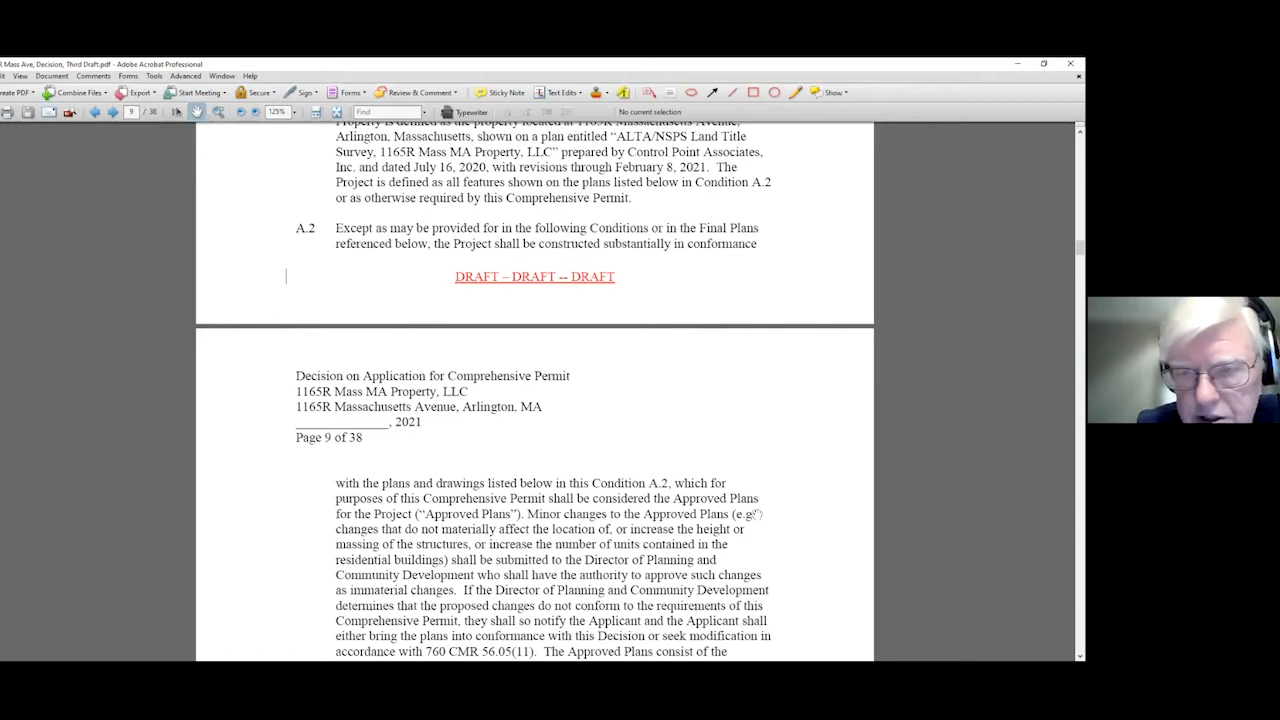 R Mass Ave, Decision, Third Draft.pdf - Adobe Acrobat Professional
it View Document Comments Forms Tools Advanced Window Help
reate PDF Combine Files Export Start Meeting Secure Sign Forms Review & Comment Sticky Note Text Edits Show
9 / 38 125% Find Typewriter No current selection
Property is defined as the property located at 1165R Massachusetts Avenue,
Arlington, Massachusetts, shown on a plan entitled “ALTA/NSPS Land Title
Survey, 1165R Mass MA Property, LLC” prepared by Control Point Associates,
Inc. and dated July 16, 2020, with revisions through February 8, 2021. The
Project is defined as all features shown on the plans listed below in Condition A.2
or as otherwise required by this Comprehensive Permit.
A.2 Except as may be provided for in the following Conditions or in the Final Plans
referenced below, the Project shall be constructed substantially in conformance
DRAFT – DRAFT -- DRAFT
Decision on Application for Comprehensive Permit
1165R Mass MA Property, LLC
1165R Massachusetts Avenue, Arlington, MA
_______________, 2021
Page 9 of 38
with the plans and drawings listed below in this Condition A.2, which for
purposes of this Comprehensive Permit shall be considered the Approved Plans
for the Project (“Approved Plans”). Minor changes to the Approved Plans (e.g.
changes that do not materially affect the location of, or increase the height or
massing of the structures, or increase the number of units contained in the
residential buildings) shall be submitted to the Director of Planning and
Community Development who shall have the authority to approve such changes
as immaterial changes. If the Director of Planning and Community Development
determines that the proposed changes do not conform to the requirements of this
Comprehensive Permit, they shall so notify the Applicant and the Applicant shall
either bring the plans into conformance with this Decision or seek modification in
accordance with 760 CMR 56.05(11). The Approved Plans consist of the